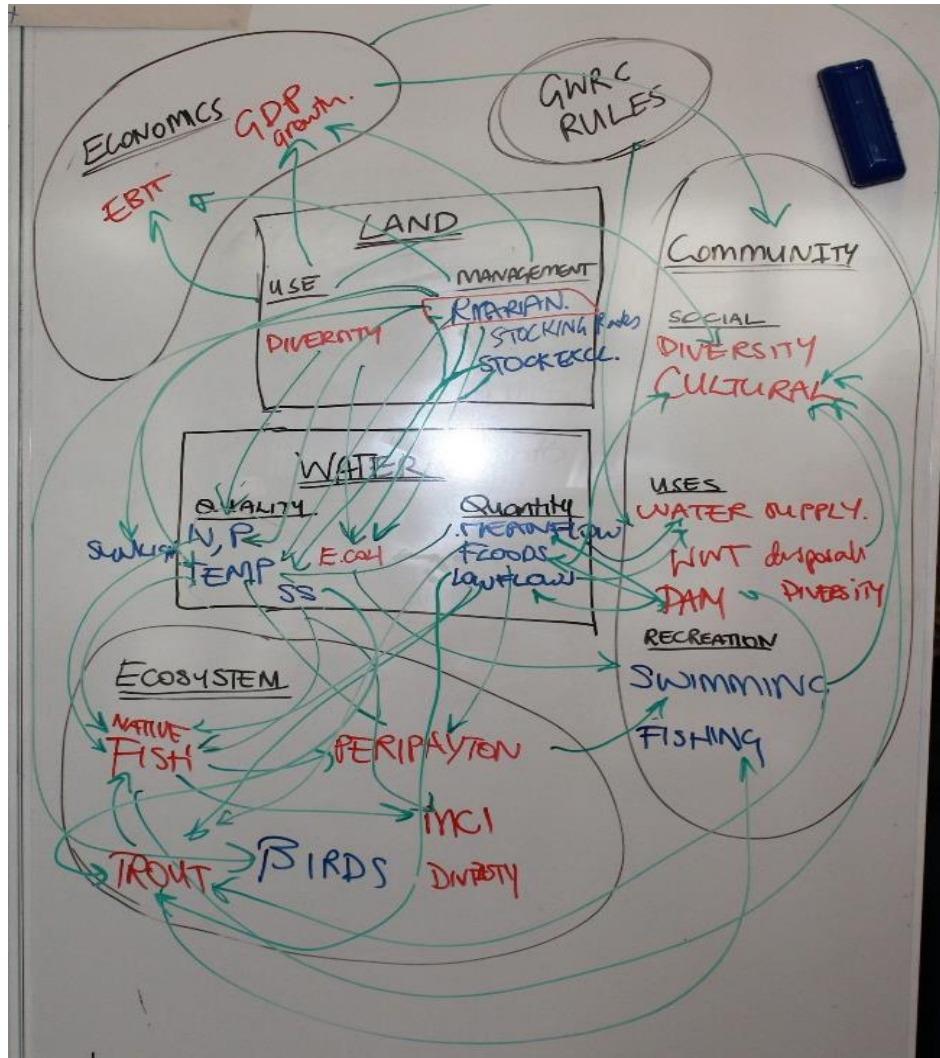 ECONOMICS
GDP
growth.
EBIT
GWRC
RULES
LAND
USE
DIVERSITY
MANAGEMENT
RIPARIAN.
STOCKING Rates
STOCK EXCL.
COMMUNITY
SOCIAL
DIVERSITY
CULTURAL
USES
WATER SUPPLY.
WWT disposal
DAM
DIVERSITY
RECREATION
SWIMMING
FISHING
WATER
QUALITY
N, P
TEMP
SS
E.COLI
Quantity
FLOODS
LOWFLOW
ECOSYSTEM
NATIVE
FISH
PERIPAYTON
MCI
TROUT
BIRDS